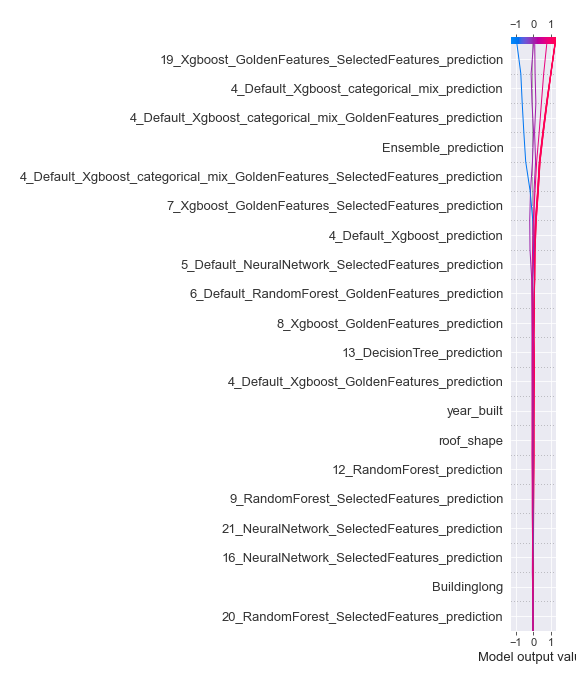 −1 0 1
19_Xgboost_GoldenFeatures_SelectedFeatures_prediction
4_Default_Xgboost_categorical_mix_prediction
4_Default_Xgboost_categorical_mix_GoldenFeatures_prediction
Ensemble_prediction
4_Default_Xgboost_categorical_mix_GoldenFeatures_SelectedFeatures_prediction
7_Xgboost_GoldenFeatures_SelectedFeatures_prediction
4_Default_Xgboost_prediction
5_Default_NeuralNetwork_SelectedFeatures_prediction
6_Default_RandomForest_GoldenFeatures_prediction
8_Xgboost_GoldenFeatures_prediction
13_DecisionTree_prediction
4_Default_Xgboost_GoldenFeatures_prediction
year_built
roof_shape
12_RandomForest_prediction
9_RandomForest_SelectedFeatures_prediction
21_NeuralNetwork_SelectedFeatures_prediction
16_NeuralNetwork_SelectedFeatures_prediction
Buildinglong
20_RandomForest_SelectedFeatures_prediction
−1 0 1
Model output valu